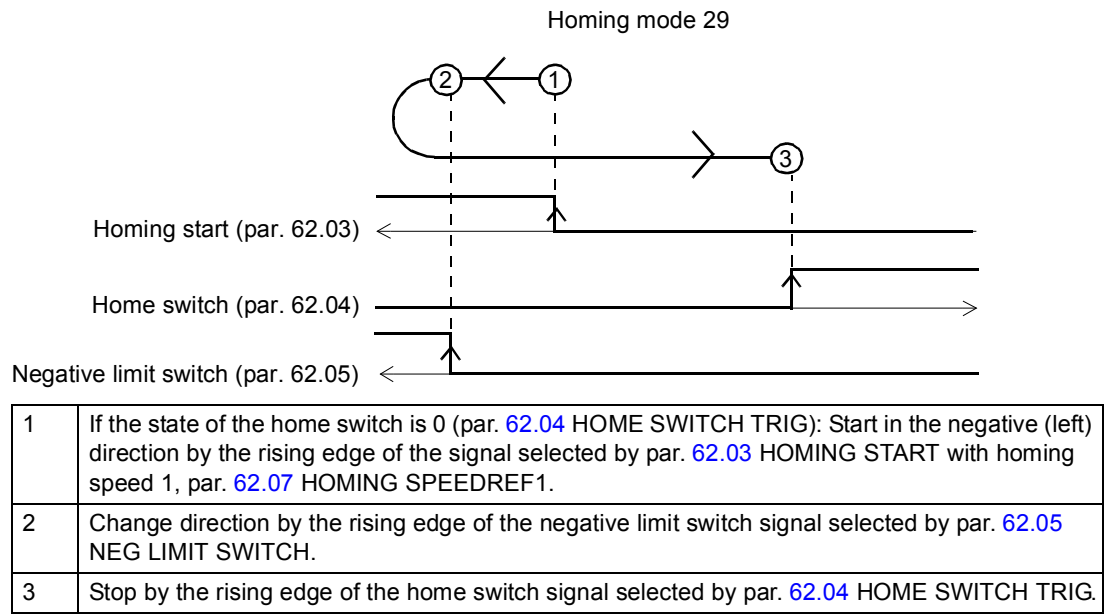 Homing mode 29
2
1
3
Homing start (par. 62.03)
Home switch (par. 62.04)
Negative limit switch (par. 62.05)
1 If the state of the home switch is 0 (par. 62.04 HOME SWITCH TRIG): Start in the negative (left)
direction by the rising edge of the signal selected by par. 62.03 HOMING START with homing
speed 1, par. 62.07 HOMING SPEEDREF1.
2 Change direction by the rising edge of the negative limit switch signal selected by par. 62.05
NEG LIMIT SWITCH.
3 Stop by the rising edge of the home switch signal selected by par. 62.04 HOME SWITCH TRIG.